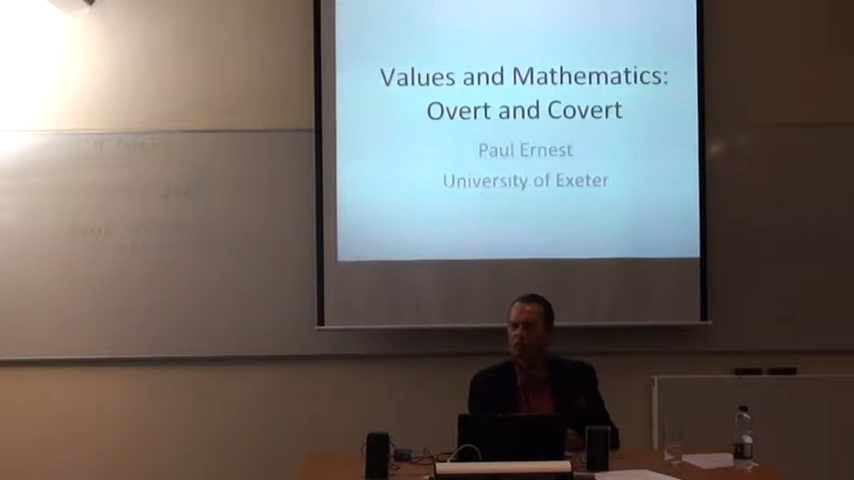 Values and Mathematics:
Overt and Covert
Paul Ernest
University of Exeter